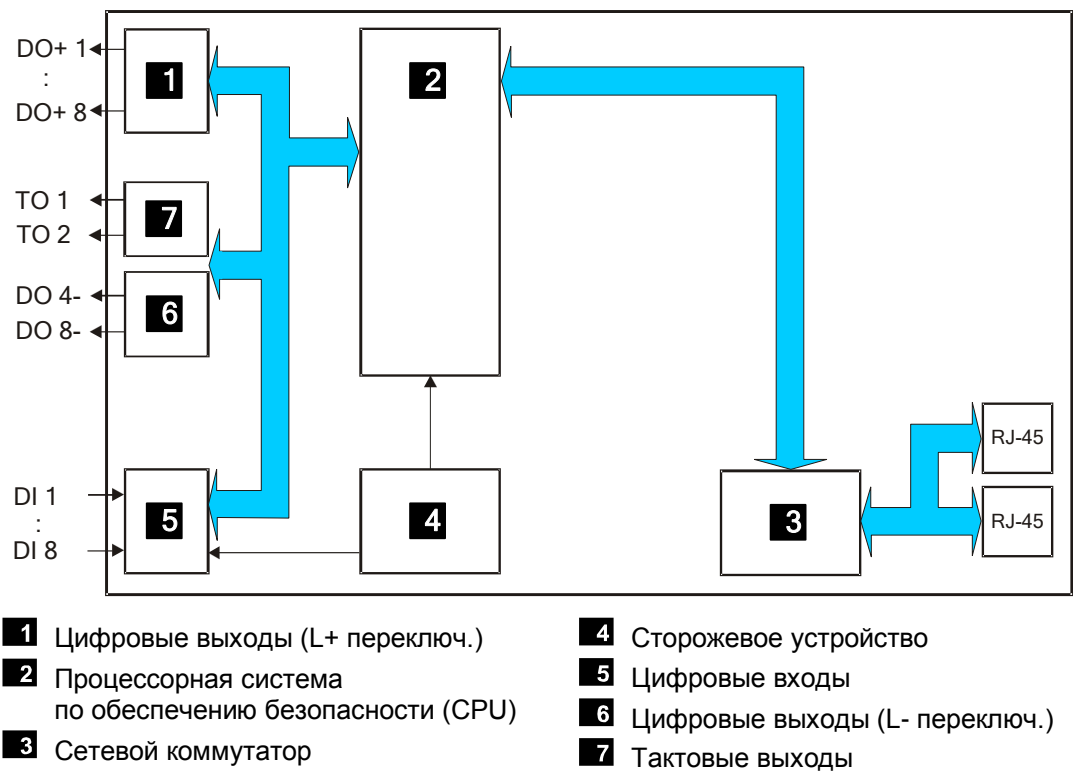 DO+ 1
:
DO+ 8
1
2
TO 1
TO 2
7
DO 4-
DO 8-
6
RJ-45
DI 1
:
DI 8
5
4
3
RJ-45
1 Цифровые выходы (L+ переключ.)
2 Процессорная система
по обеспечению безопасности (CPU)
3 Сетевой коммутатор
4 Сторожевое устройство
5 Цифровые входы
6 Цифровые выходы (L- переключ.)
7 Тактовые выходы